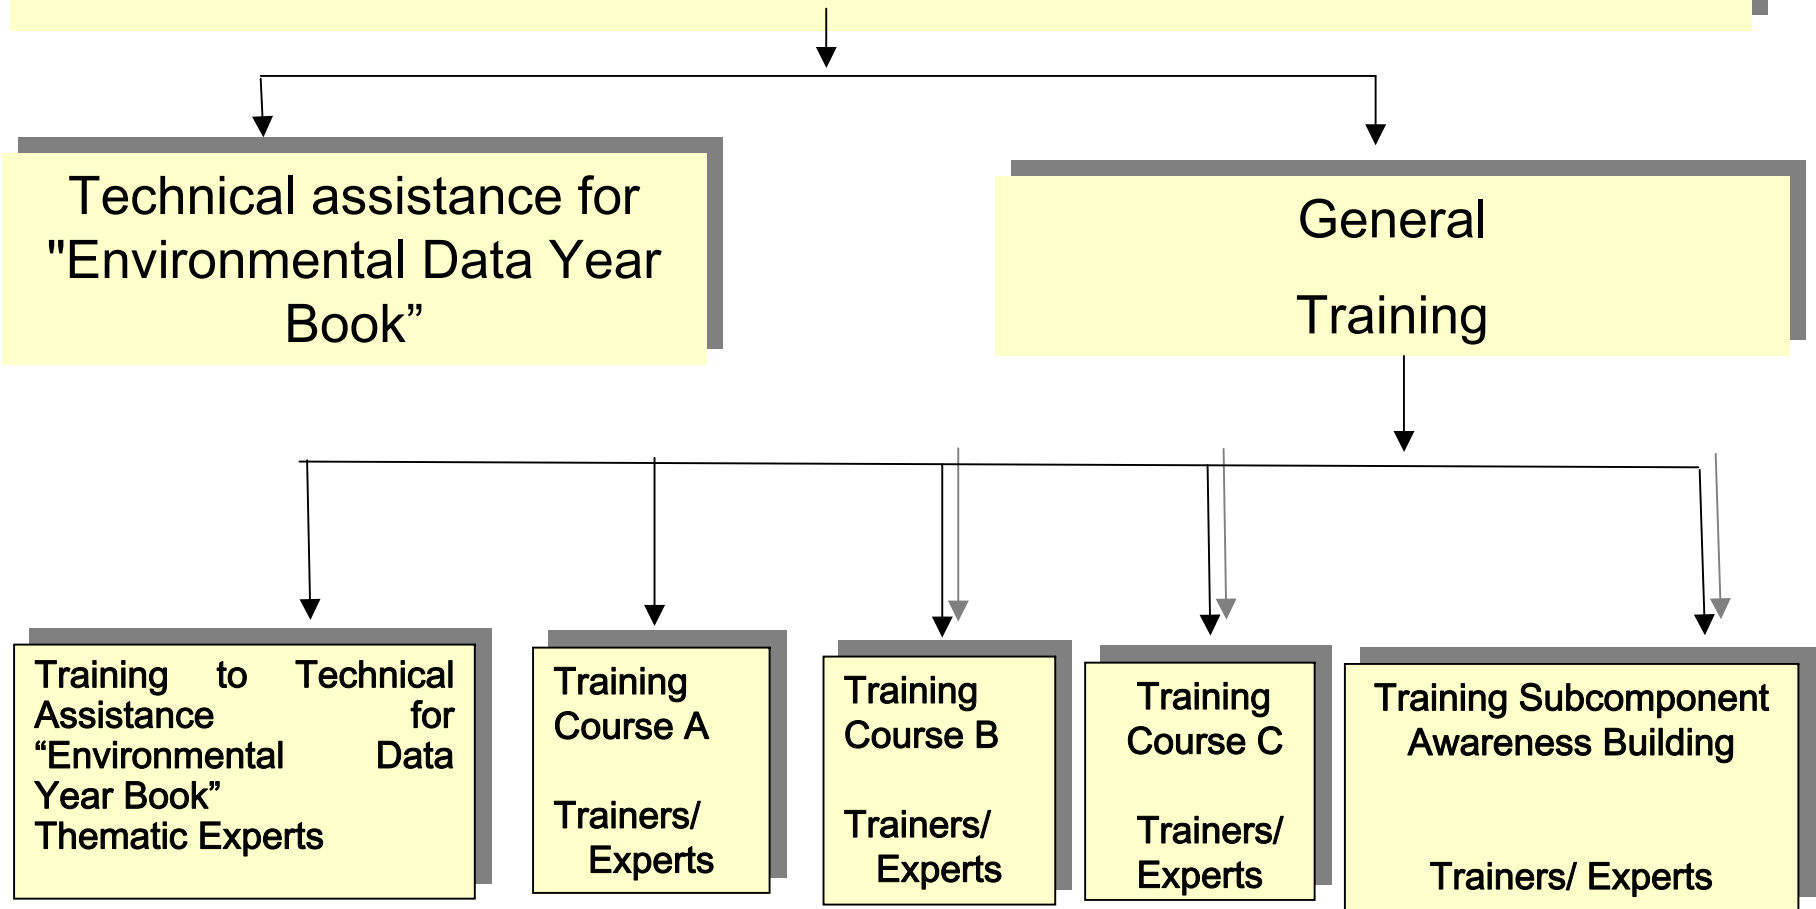 Technical assistance for
"Environmental Data Year
Book”
General
Training
Training to Technical
Assistance for
“Environmental Data
Year Book”
Thematic Experts
Training
Course A
Trainers/
Experts
Training
Course B
Trainers/
Experts
Training
Course C
Trainers/
Experts
Training Subcomponent
Awareness Building
Trainers/ Experts